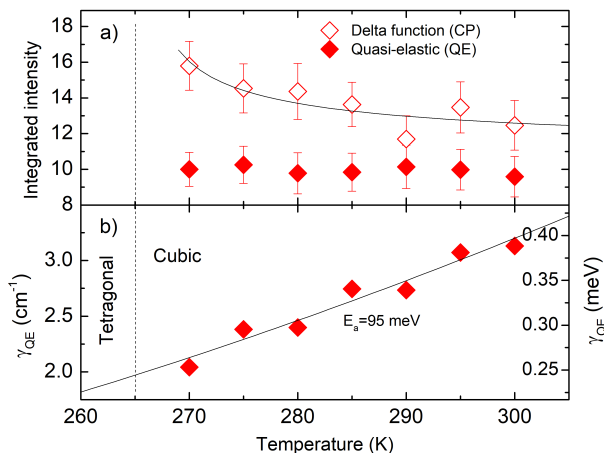 18
16
14
12
10
8
Integrated intensity
a)
Delta function (CP)
Quasi-elastic (QE)
b)
3.0
2.5
2.0
γQE (cm-1)
Tetragonal
Cubic
Ea=95 meV
0.40
0.35
0.30
0.25
γQE (meV)
260 270 280 290 300
Temperature (K)